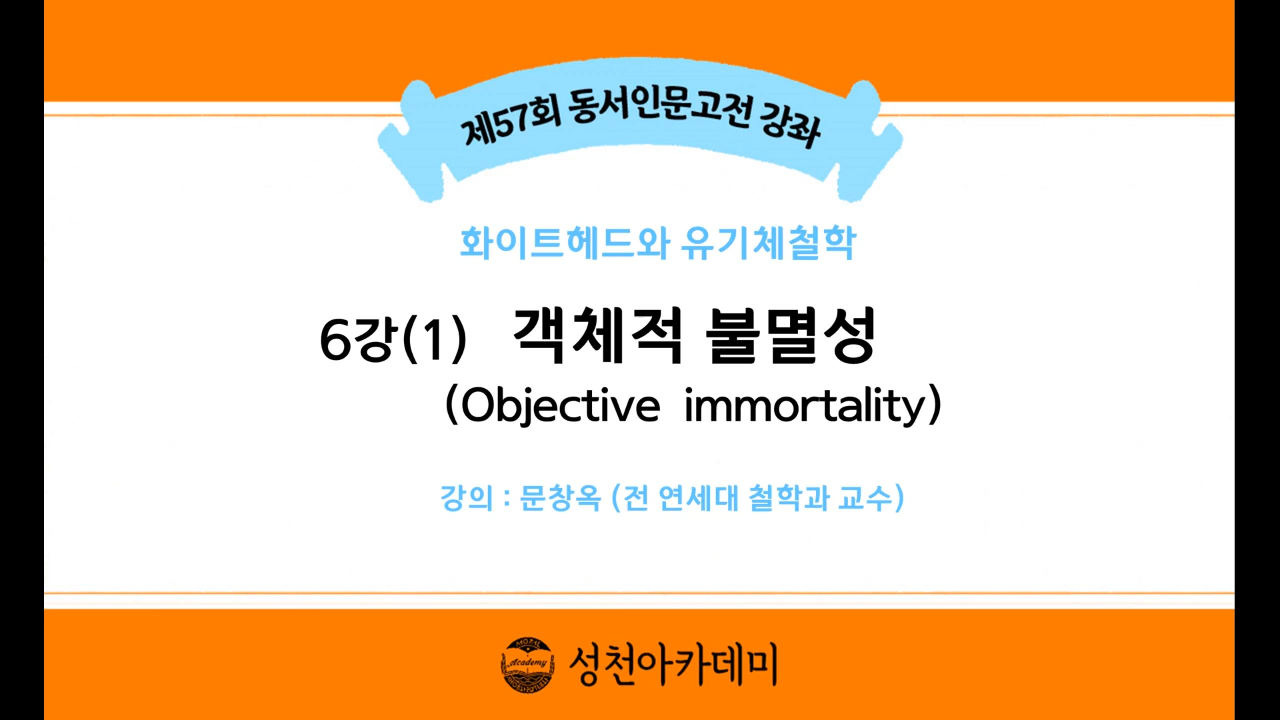 제57회 동서인문고전 강좌
화이트헤드와 유기체철학
6강(1) 객체적 불멸성
(Objective immortality)
강의 : 문창옥 (전 연세대 철학과 교수)
Academy
성천아카데미